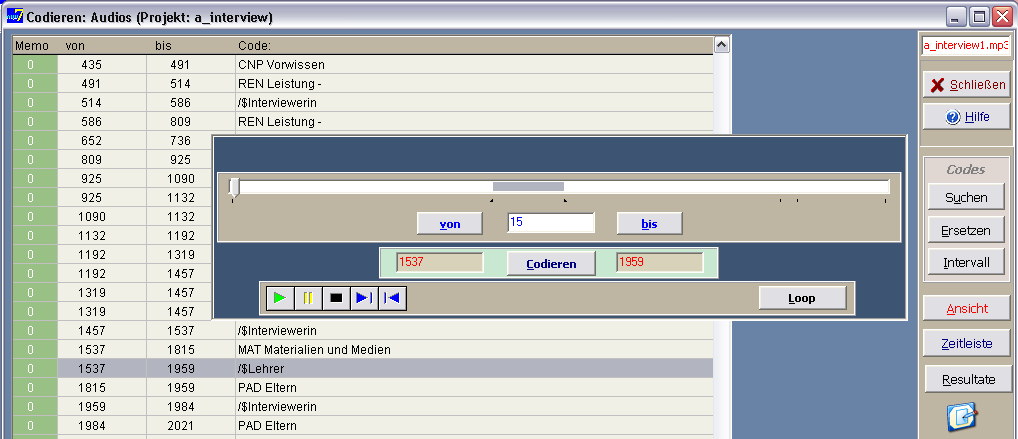 Codieren: Audios (Projekt: a_interview)
Memo von bis Code:
0 435 491 CNP Vorwissen
0 491 514 REN Leistung -
0 514 586 /$Interviewerin
0 586 809 REN Leistung -
0 652 736
0 809 925
0 925 1090
0 925 1132
0 1090 1132
0 1132 1192
0 1192 1319
0 1192 1457
0 1319 1457
0 1319 1457
0 1457 1537 /$Interviewerin
0 1537 1815 MAT Materialien und Medien
0 1537 1959 /$Lehrer
0 1815 1959 PAD Eltern
0 1959 1984 /$Interviewerin
0 1984 2021 PAD Eltern
von 15 bis
1537 Codieren 1959
Loop
a_interview1.mp3
Schließen
Hilfe
Codes
Suchen
Ersetzen
Intervall
Ansicht
Zeitleiste
Resultate